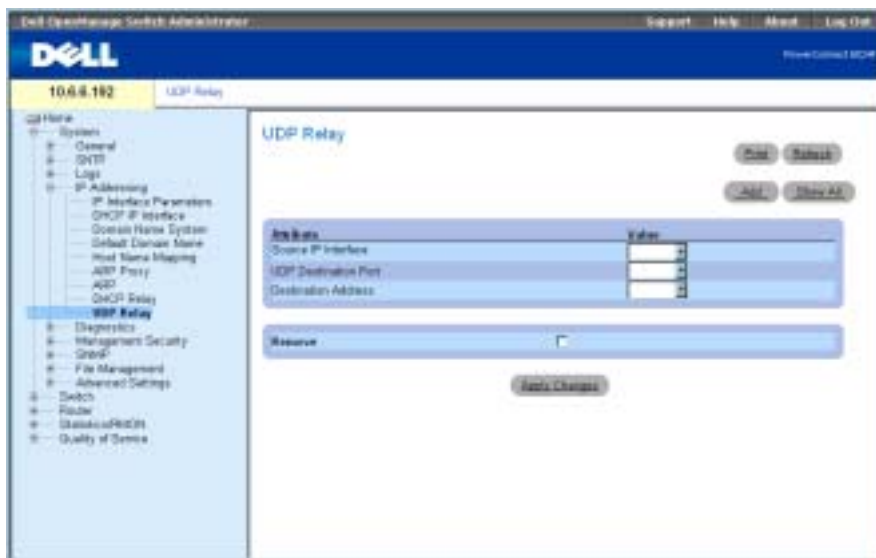 Dell OpenManage Switch Administrator
Support Help About Log Out
DELL
10.6.6.192
UDP Relay
Home
System
General
SNTP
Logs
IP Addressing
IP Interface Parameters
DHCP IP Interface
Domain Name System
Default Domain Name
Host Name Mapping
ARP Proxy
ARP
DHCP Relay
UDP Relay
Diagnostics
Management Security
SNMP
File Management
Advanced Settings
Switch
Router
Statistics/RMON
Quality of Service
UDP Relay
Print Refresh
Add Show All
Attribute Value
Source IP Interface
UDP Destination Port
Destination Address
Remove
Apply Changes